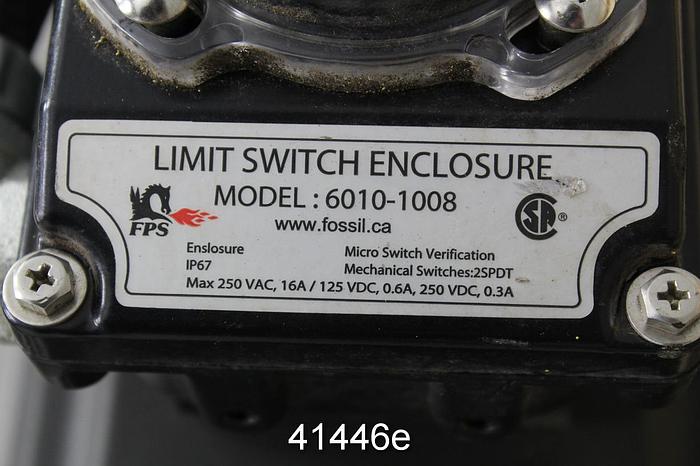 LIMIT SWITCH ENCLOSURE
MODEL : 6010-1008
www.fossil.ca
FPS
SA ®
Enslosure
IP67
Micro Switch Verification
Mechanical Switches:2SPDT
Max 250 VAC, 16A / 125 VDC, 0.6A, 250 VDC, 0.3A
41446e